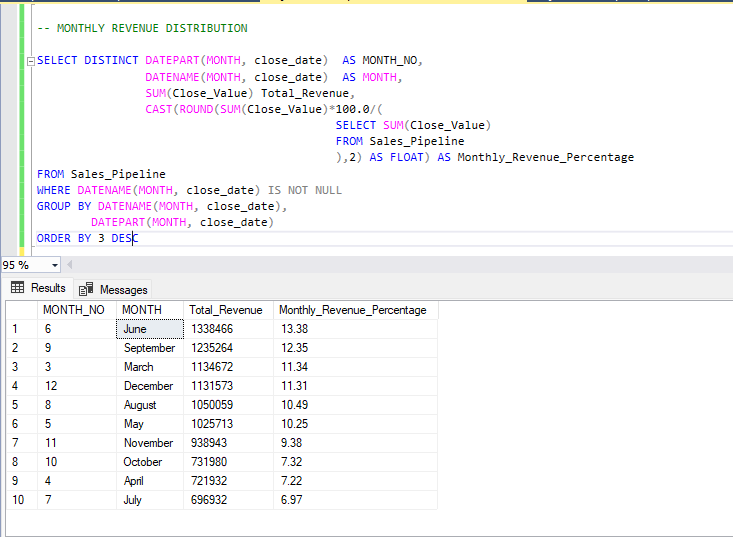 -- MONTHLY REVENUE DISTRIBUTION
SELECT DISTINCT DATEPART(MONTH, close_date) AS MONTH_NO,
DATENAME(MONTH, close_date) AS MONTH,
SUM(Close_Value) Total_Revenue,
CAST(ROUND(SUM(Close_Value)*100.0/(
SELECT SUM(Close_Value)
FROM Sales_Pipeline
),2) AS FLOAT) AS Monthly_Revenue_Percentage
FROM Sales_Pipeline
WHERE DATENAME(MONTH, close_date) IS NOT NULL
GROUP BY DATENAME(MONTH, close_date),
DATEPART(MONTH, close_date)
ORDER BY 3 DESC
95 %
Results Messages
MONTH_NO MONTH Total_Revenue Monthly_Revenue_Percentage
1 6 June 1338466 13.38
2 9 September 1235264 12.35
3 3 March 1134672 11.34
4 12 December 1131573 11.31
5 8 August 1050059 10.49
6 5 May 1025713 10.25
7 11 November 938943 9.38
8 10 October 731980 7.32
9 4 April 721932 7.22
10 7 July 696932 6.97